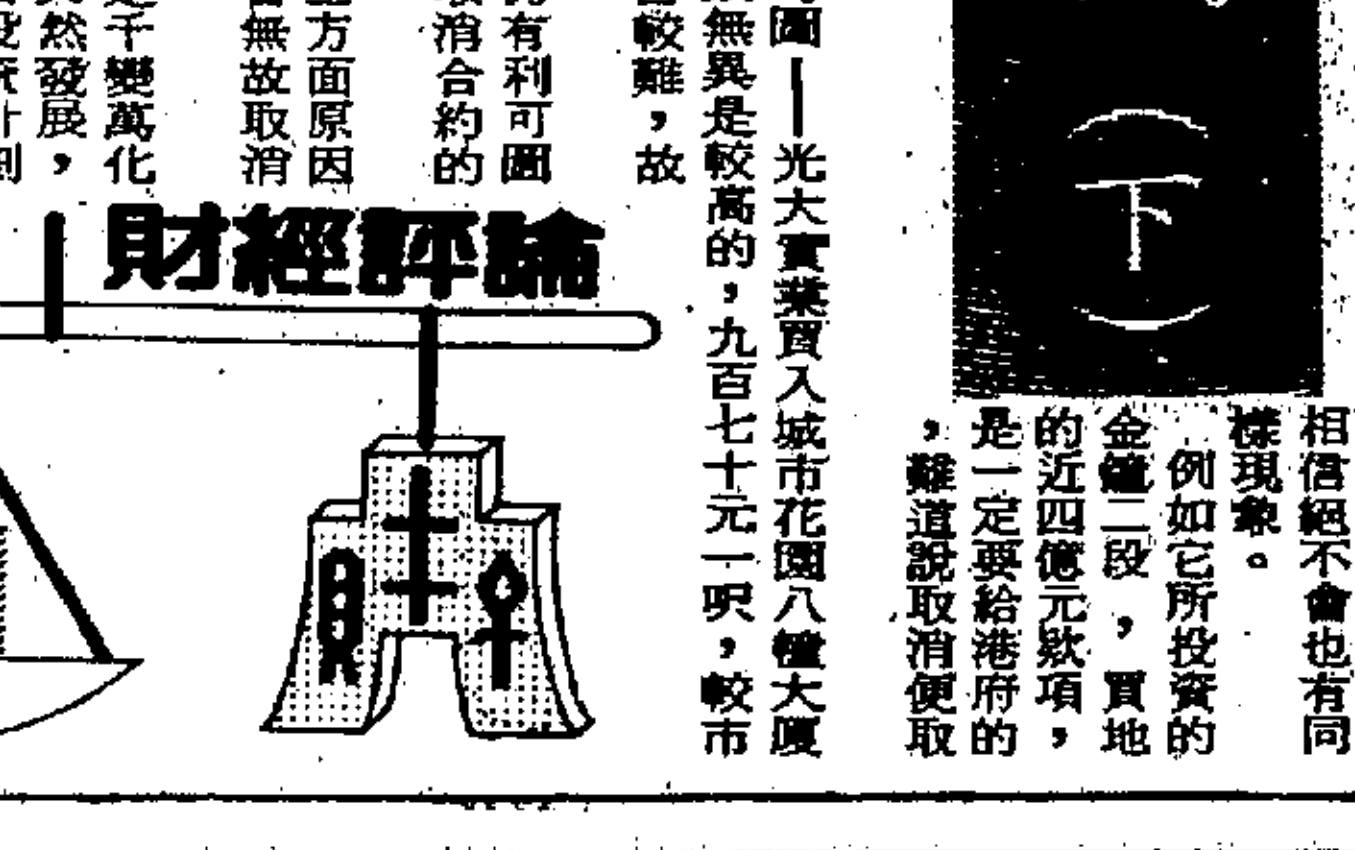 （下）
相信絕不會也有同
樣現象。
例如它所投資的
金鐘二段，買地
的近四億元欵項，
是一定要給港府的
，難道說取消便取
圖——光大實業買入城市花園八幢大廈
無異是較高的，九百七十元一呎，較市
較難，故
有利可圖
消合約的
方面原因
無故取消
千變萬化
然發展，
財經評論